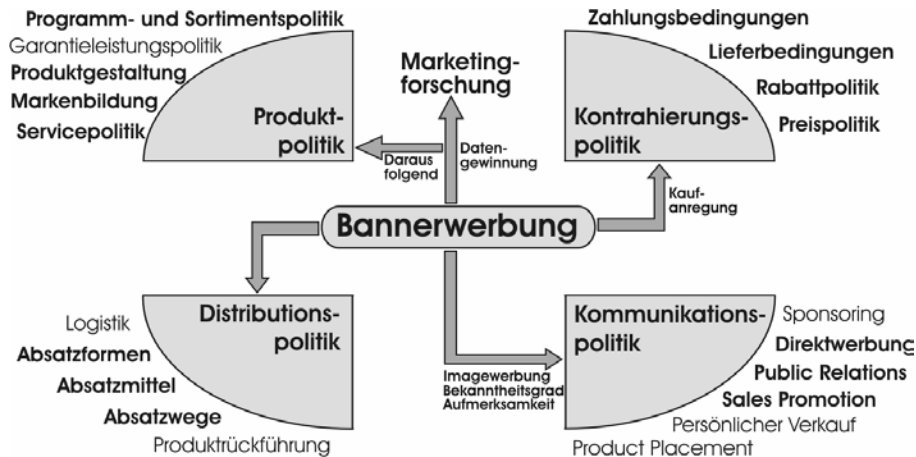 Programm- und Sortimentspolitik
Garantieleistungspolitik
Produktgestaltung
Markenbildung
Servicepolitik
Produkt-
politik
Marketing-
forschung
Daraus
folgend
Daten-
gewinnung
Zahlungsbedingungen
Lieferbedingungen
Rabattpolitik
Preispolitik
Kontrahierungs-
politik
Kauf-
anregung
Bannerwerbung
Distributions-
politik
Logistik
Absatzformen
Absatzmittel
Absatzwege
Produktrückführung
Imagewerbung
Bekanntheitsgrad
Aufmerksamkeit
Kommunikations-
politik
Sponsoring
Direktwerbung
Public Relations
Sales Promotion
Persönlicher Verkauf
Product Placement